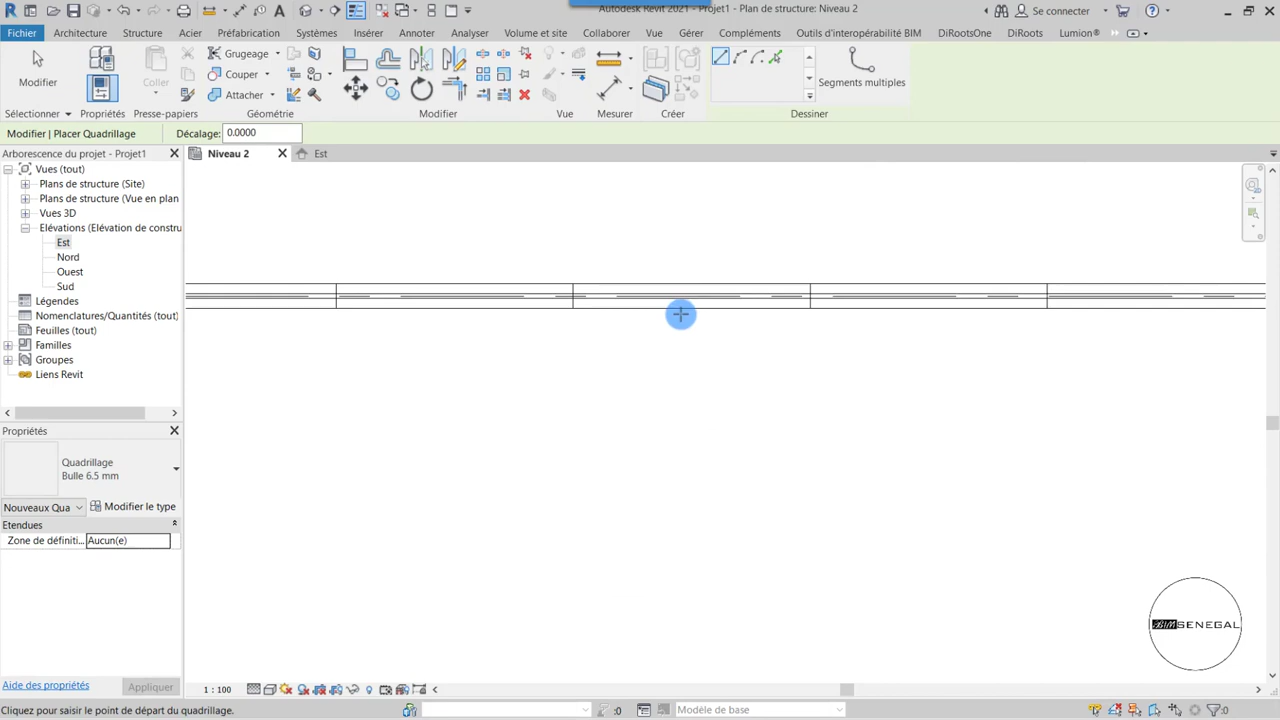 Autodesk Revit 2021 - Projet1 - Plan de structure: Niveau 2
Se connecter
Fichier Architecture Structure Acier Préfabrication Systèmes Insérer Annoter Analyser Volume et site Collaborer Vue Gérer Compléments Outils d'interopérabilité BIM DiRootsOne DiRoots Lumion®
Modifier
Coller
Grugeage
Couper
Attacher
Segments multiples
Sélectionner Propriétés Presse-papiers Géométrie Modifier Vue Mesurer Créer Dessiner
Modifier | Placer Quadrillage Décalage: 0.0000
Arborescence du projet - Projet1
Niveau 2
Est
Vues (tout)
Plans de structure (Site)
Plans de structure (Vue en plan
Vues 3D
Elévations (Elévation de constru
Est
Nord
Ouest
Sud
Légendes
Nomenclatures/Quantités (tout)
Feuilles (tout)
Familles
Groupes
Liens Revit
Propriétés
Quadrillage
Bulle 6.5 mm
Nouveaux Qua
Modifier le type
Etendues
Zone de définiti... Aucun(e)
Aide des propriétés
Appliquer
1 : 100
BIM SENEGAL
Cliquez pour saisir le point de départ du quadrillage.
:0
Modèle de base
:0